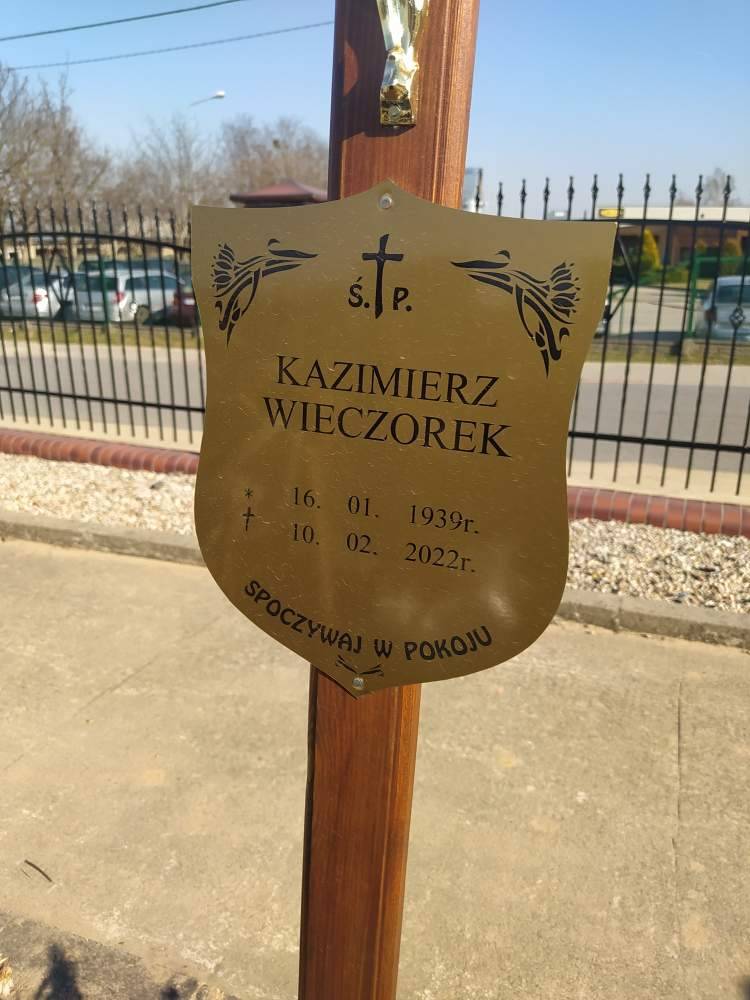 Ś. P.
KAZIMIERZ
WIECZOREK
* 16. 01. 1939r.
† 10. 02. 2022r.
SPOCZYWAJ W POKOJU